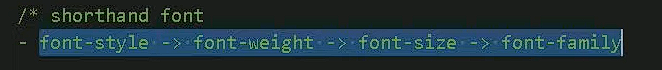 /* shorthand font
- font-style -> font-weight -> font-size -> font-family